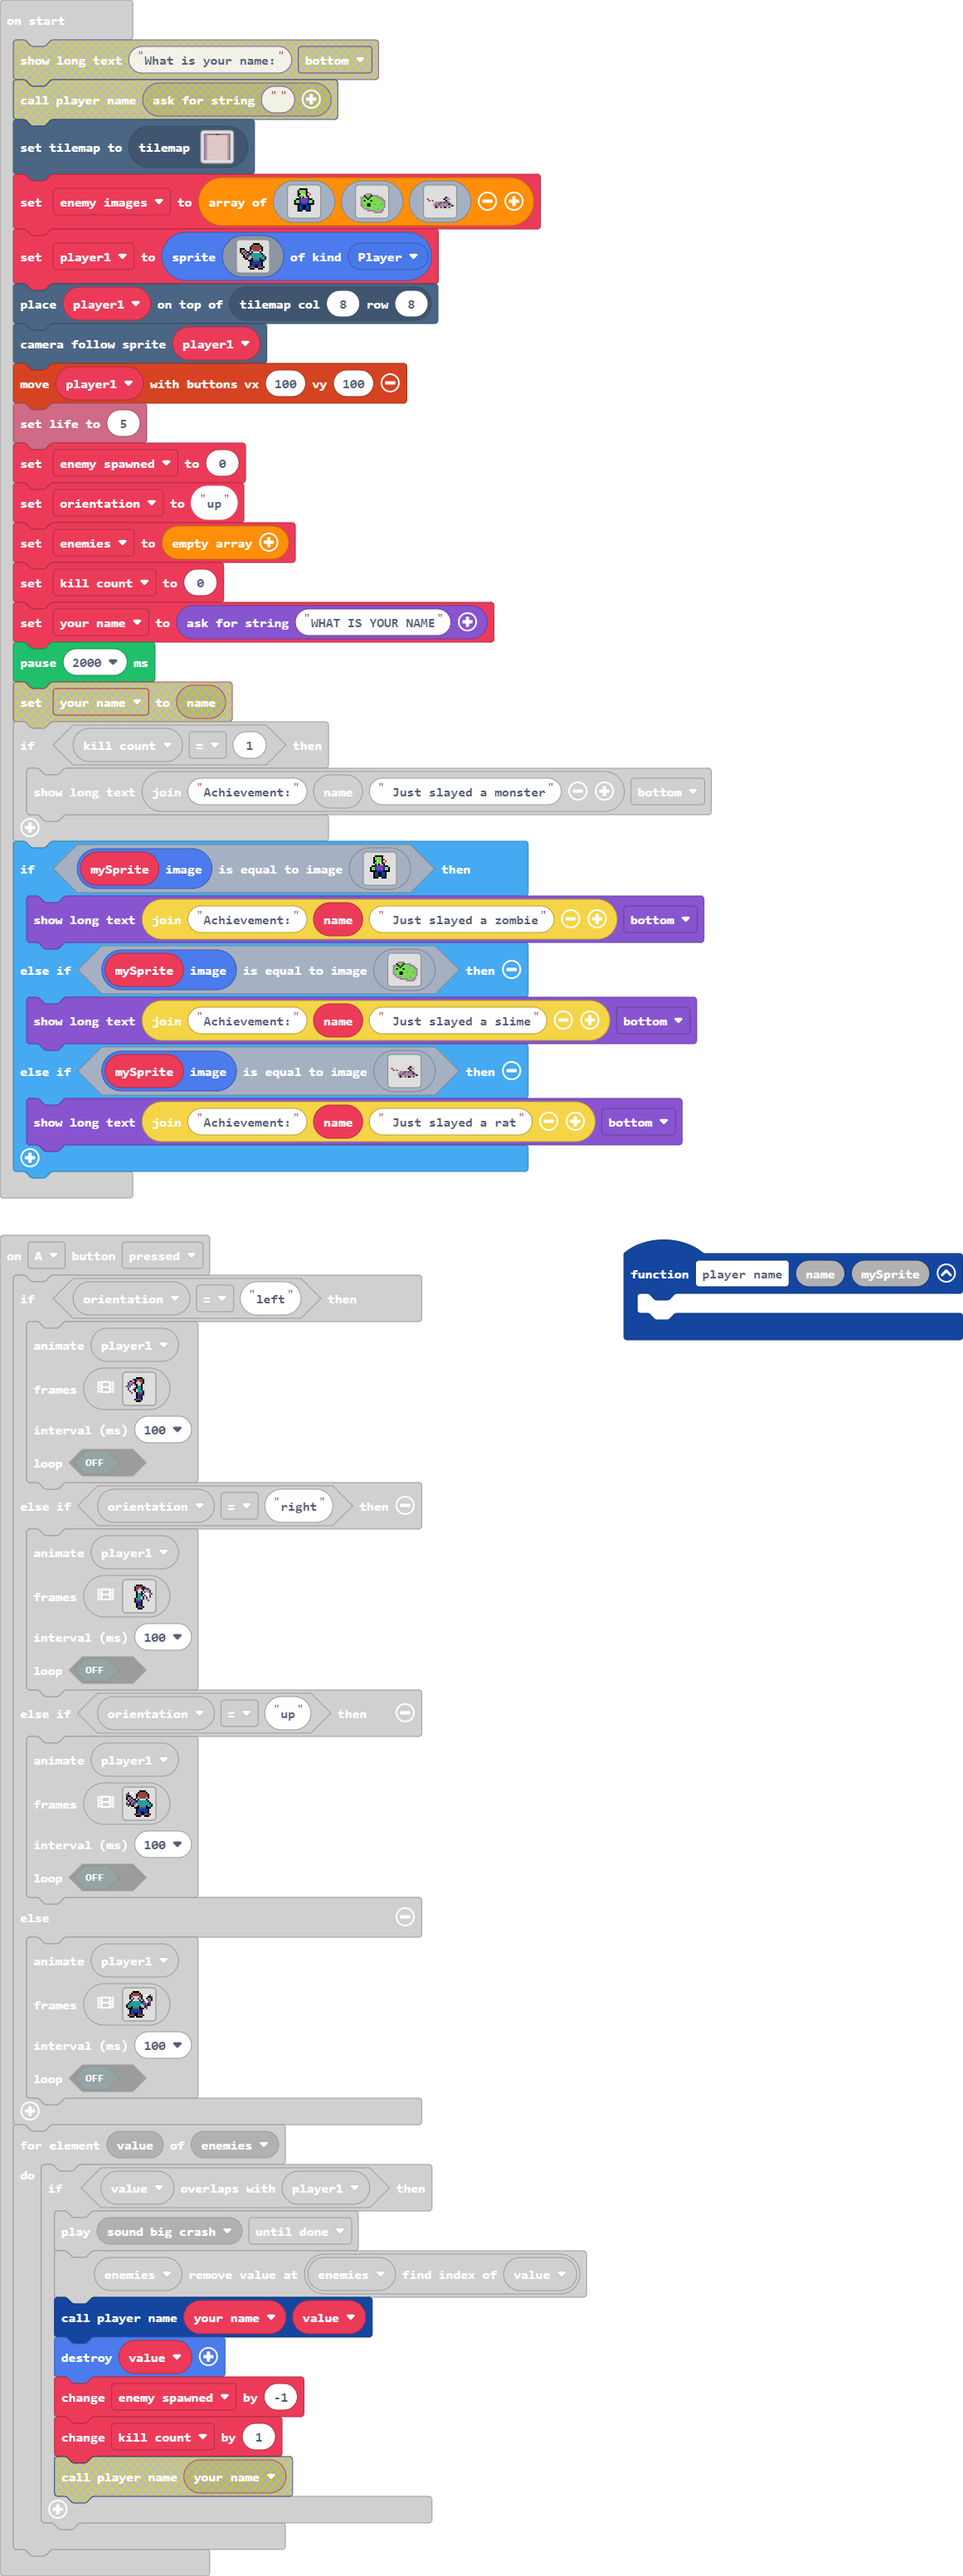 on start
show long text "What is your name:" bottom
call player name ask for string " "
set tilemap to tilemap
set enemy images to array of
set player1 to sprite of kind Player
place player1 on top of tilemap col 8 row 8
camera follow sprite player1
move player1 with buttons vx 100 vy 100
set life to 5
set enemy spawned to 0
set orientation to "up"
set enemies to empty array
set kill count to 0
set your name to ask for string "WHAT IS YOUR NAME"
pause 2000 ms
set your name to name
if kill count = 1 then
show long text join "Achievement:" name " Just slayed a monster" bottom
if mySprite image is equal to image then
show long text join "Achievement:" name " Just slayed a zombie" bottom
else if mySprite image is equal to image then
show long text join "Achievement:" name " Just slayed a slime" bottom
else if mySprite image is equal to image then
show long text join "Achievement:" name " Just slayed a rat" bottom
on A button pressed
function player name name mySprite
if orientation = "left" then
animate player1
frames
interval (ms) 100
loop OFF
else if orientation = "right" then
animate player1
frames
interval (ms) 100
loop OFF
else if orientation = "up" then
animate player1
frames
interval (ms) 100
loop OFF
else
animate player1
frames
interval (ms) 100
loop OFF
for element value of enemies
do if value overlaps with player1 then
play sound big crash until done
enemies remove value at enemies find index of value
call player name your name value
destroy value
change enemy spawned by -1
change kill count by 1
call player name your name